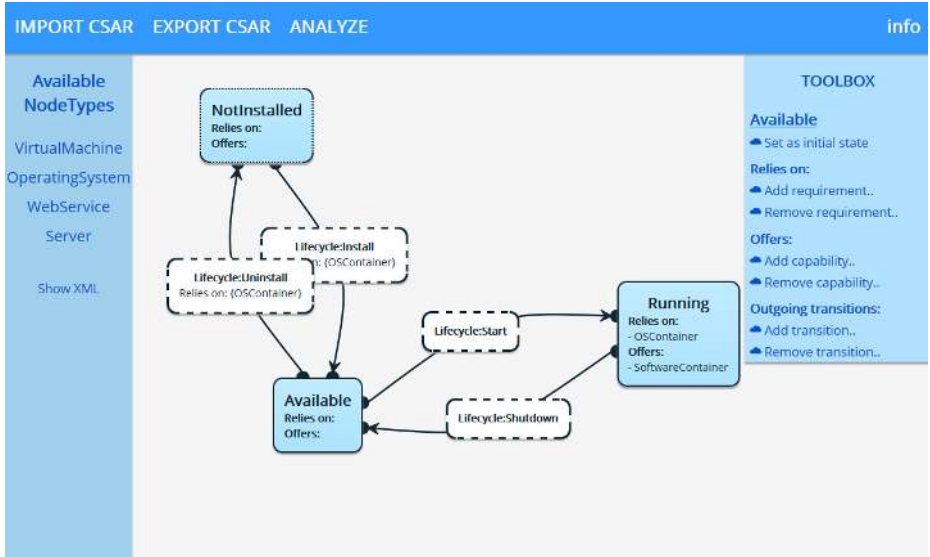 IMPORT CSAR EXPORT CSAR ANALYZE info
Available
NodeTypes
VirtualMachine
OperatingSystem
WebService
Server
Show XML
NotInstalled
Relies on:
Offers:
Lifecycle:Install
n: {OSContainer}
Lifecycle:Uninstall
Relies on: {OSContainer}
Available
Relies on:
Offers:
Lifecycle:Start
Lifecycle:Shutdown
Running
Relies on:
- OSContainer
Offers:
- SoftwareContainer
TOOLBOX
Available
Set as initial state
Relies on:
Add requirement..
Remove requirement..
Offers:
Add capability..
Remove capability..
Outgoing transitions:
Add transition..
Remove transition..